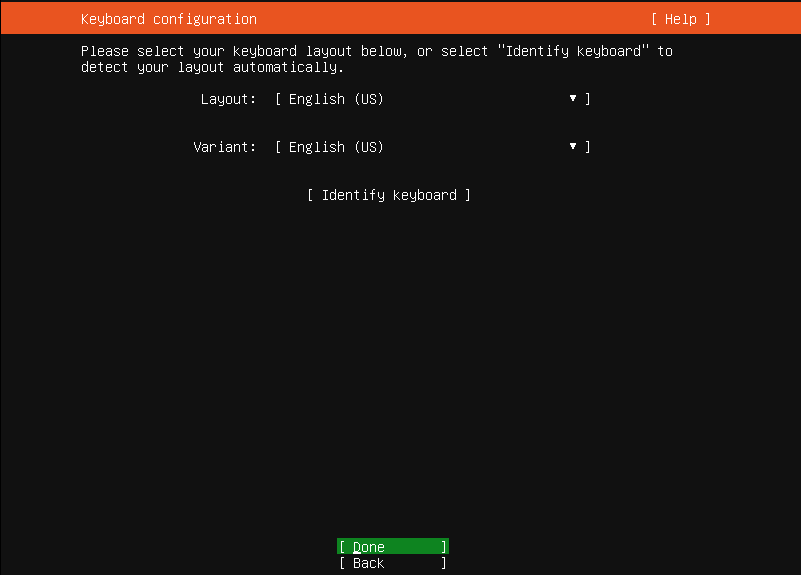 Keyboard configuration [ Help ]
Please select your keyboard layout below, or select "Identify keyboard" to
detect your layout automatically.
Layout: [ English (US) ▼ ]
Variant: [ English (US) ▼ ]
[ Identify keyboard ]
[ Done ]
[ Back ]